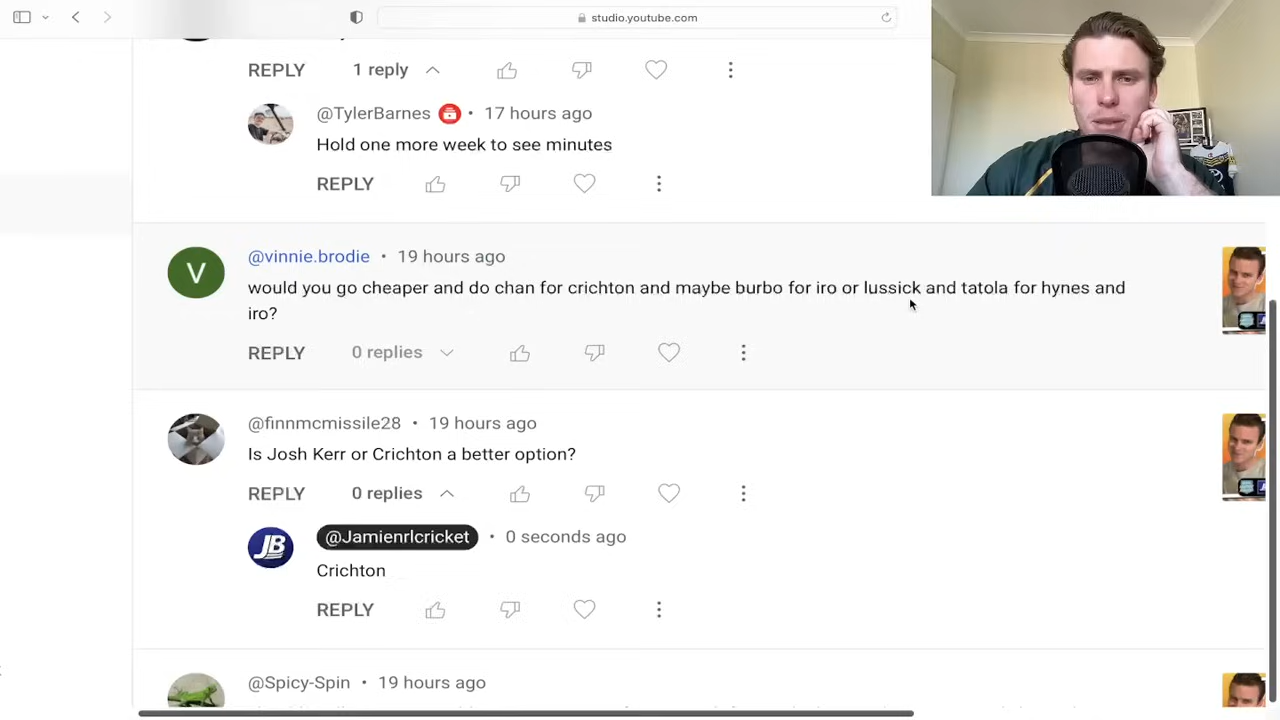 studio.youtube.com
REPLY
1 reply
@TylerBarnes • 17 hours ago
Hold one more week to see minutes
REPLY
V
@vinnie.brodie • 19 hours ago
would you go cheaper and do chan for crichton and maybe burbo for iro or lussick and tatola for hynes and
iro?
REPLY
0 replies
@finnmcmissile28 • 19 hours ago
Is Josh Kerr or Crichton a better option?
REPLY
0 replies
JB
@Jamienrlcricket • 0 seconds ago
Crichton
REPLY
@Spicy-Spin • 19 hours ago